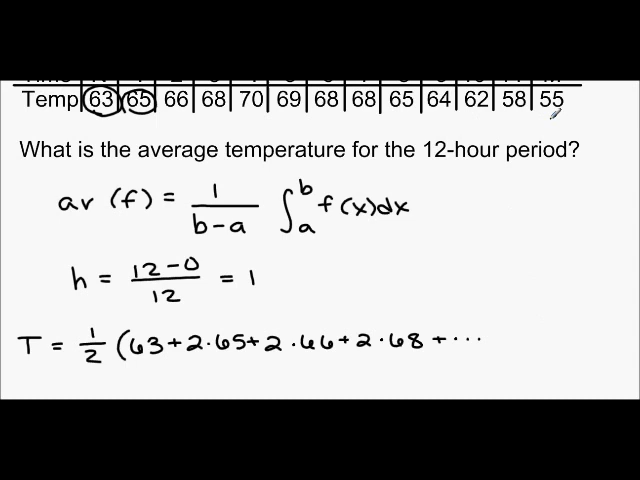 Temp 63 65 66 68 70 69 68 68 65 64 62 58 55
What is the average temperature for the 12-hour period?
av (f) = 1/(b-a) ∫_a^b f(x)dx
h = (12-0)/12 = 1
T = 1/2 (63+2·65+2·66+2·68+···